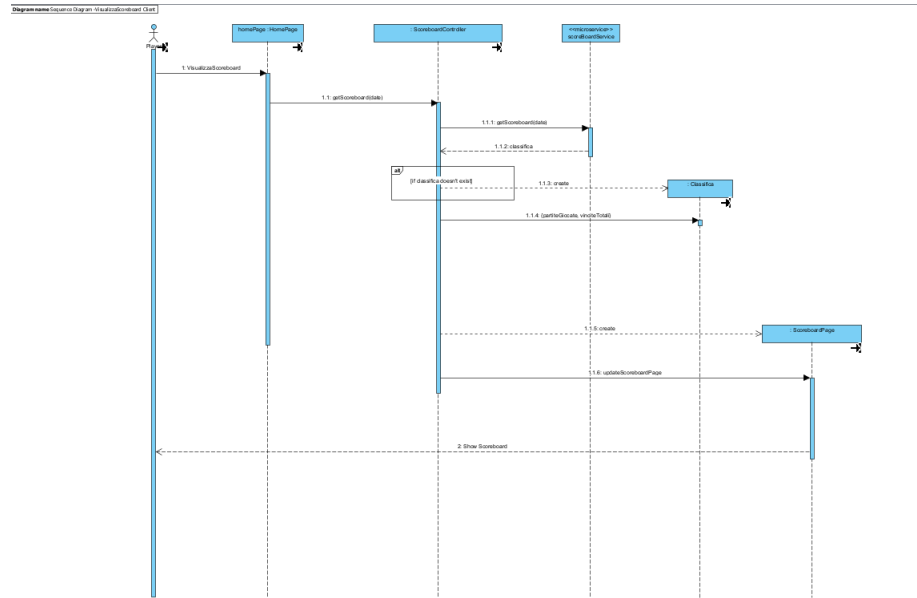 Diagram name Sequence Diagram -VisualizzaScoreboard Client
homePage : HomePage
: ScoreboardController
<<microservice>>
scoreBoardService
Play
1: VisualizzaScoreboard
1.1: getScoreboard(date)
1.1.1: getScoreboard(date)
1.1.2: classifica
alt
[if classifica doesn't exist]
1.1.3: create
: Classifica
1.1.4: (partiteGiocate, vinciteTotali)
1.1.5: create
: ScoreboardPage
1.1.6: updateScoreboardPage
2: Show Scoreboard